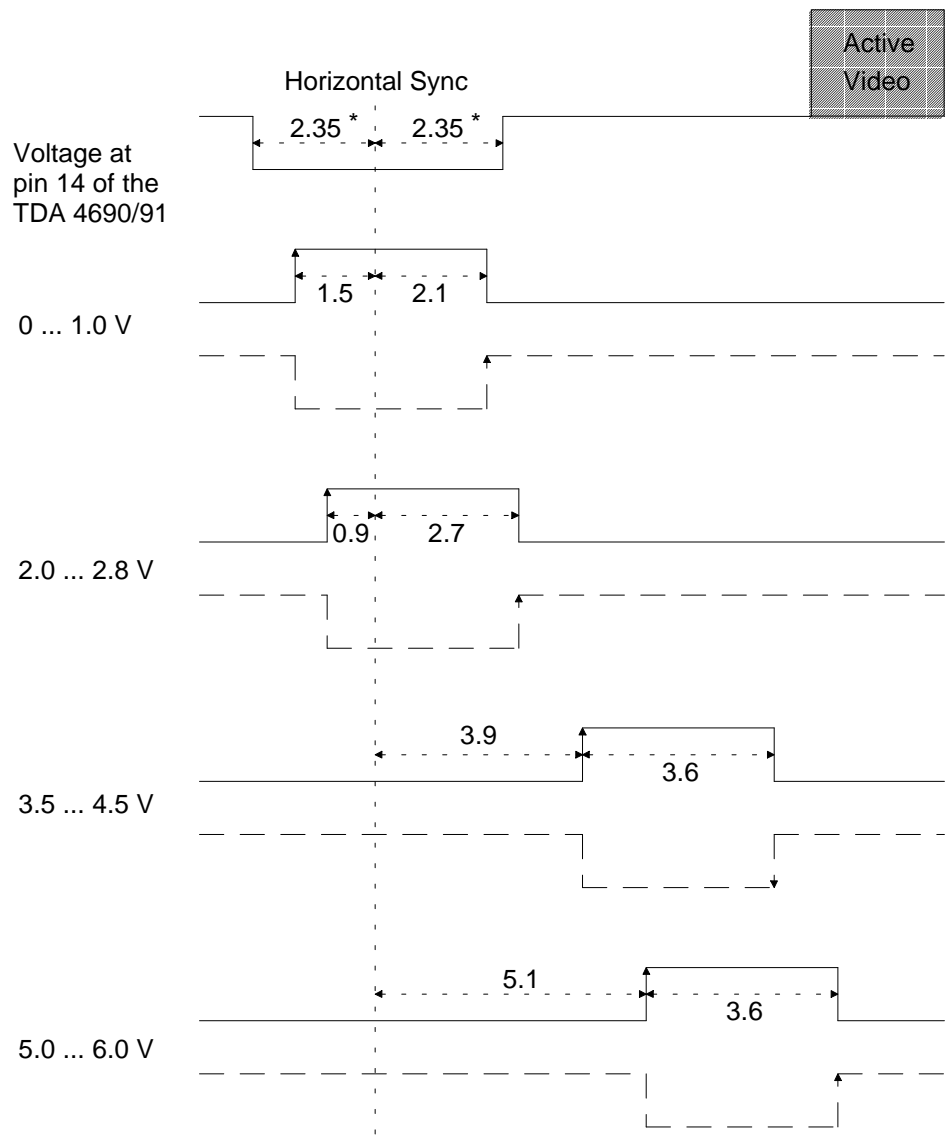 Active
Video
Horizontal Sync
2.35 * 2.35 *
Voltage at
pin 14 of the
TDA 4690/91
1.5 2.1
0 ... 1.0 V
0.9 2.7
2.0 ... 2.8 V
3.9
3.6
3.5 ... 4.5 V
5.1
3.6
5.0 ... 6.0 V